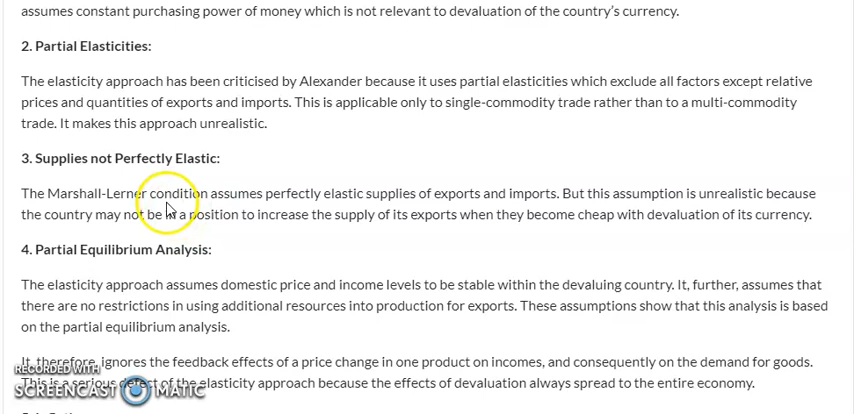 assumes constant purchasing power of money which is not relevant to devaluation of the country's currency.
2. Partial Elasticities:
The elasticity approach has been criticised by Alexander because it uses partial elasticities which exclude all factors except relative
prices and quantities of exports and imports. This is applicable only to single-commodity trade rather than to a multi-commodity
trade. It makes this approach unrealistic.
3. Supplies not Perfectly Elastic:
The Marshall-Lerner condition assumes perfectly elastic supplies of exports and imports. But this assumption is unrealistic because
the country may not be in a position to increase the supply of its exports when they become cheap with devaluation of its currency.
4. Partial Equilibrium Analysis:
The elasticity approach assumes domestic price and income levels to be stable within the devaluing country. It, further, assumes that
there are no restrictions in using additional resources into production for exports. These assumptions show that this analysis is based
on the partial equilibrium analysis.
It, therefore, ignores the feedback effects of a price change in one product on incomes, and consequently on the demand for goods.
This is a serious defect of the elasticity approach because the effects of devaluation always spread to the entire economy.
RECORDED WITH
SCREENCAST MATIC